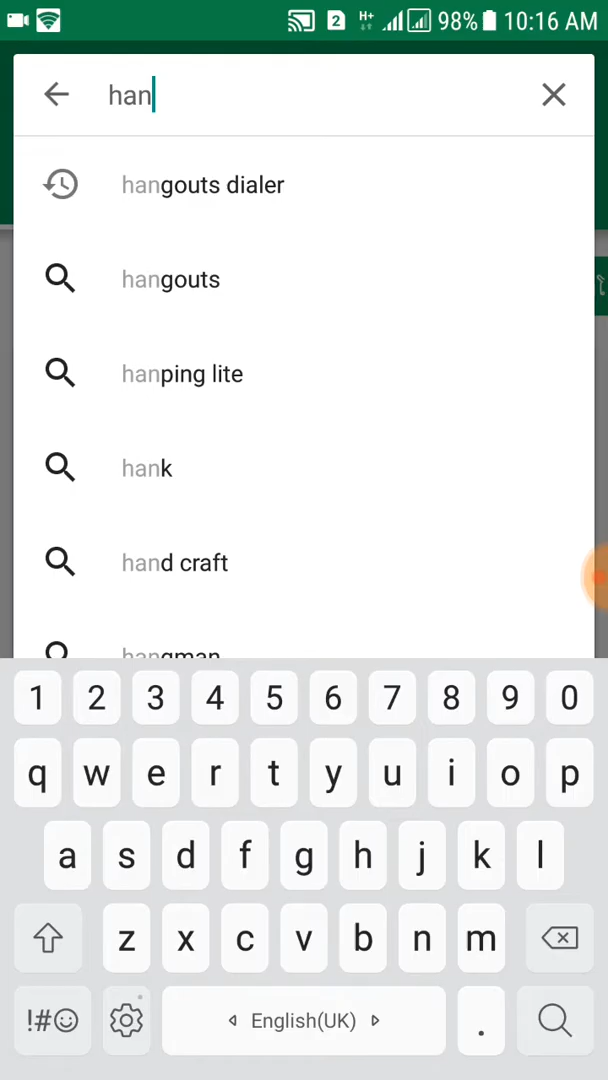 2 H+ 98% 10:16 AM
han
hangouts dialer
hangouts
hanping lite
hank
hand craft
hangman
1 2 3 4 5 6 7 8 9 0
q w e r t y u i o p
a s d f g h j k l
z x c v b n m
!#☺ English(UK) .